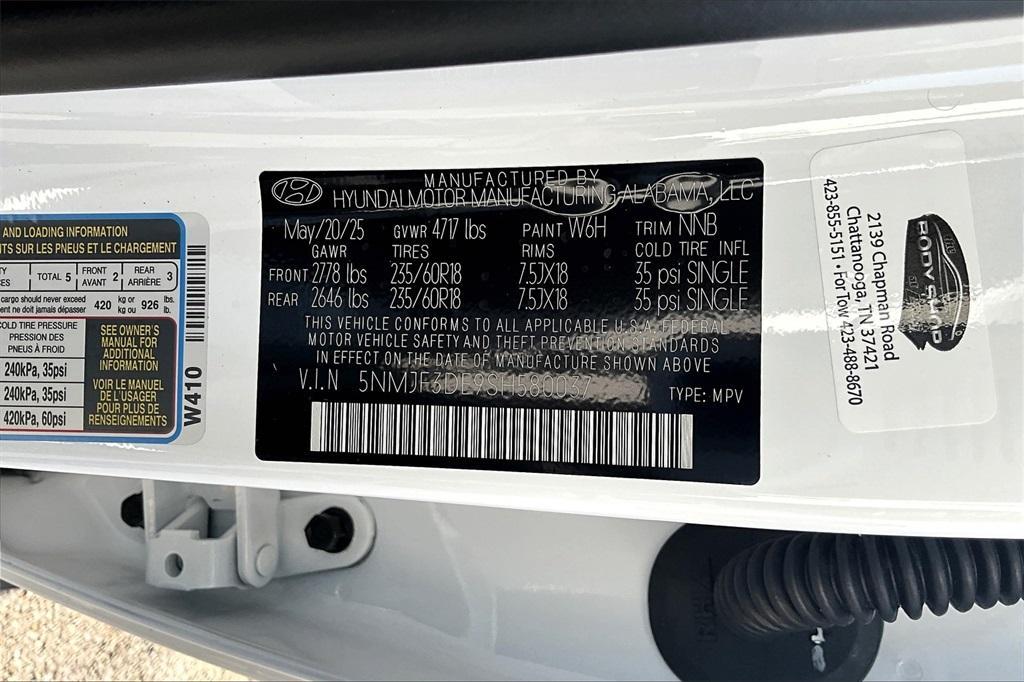 AND LOADING INFORMATION
NTS SUR LES PNEUS ET LE CHARGEMENT
TOTAL 5
FRONT AVANT 2
REAR ARRIÈRE 3
cargo should never exceed 420 kg or 926 lbs.
ne doit jamais dépasser 420 kg ou 926 lb.
COLD TIRE PRESSURE
PRESSION DES
PNEUS À FROID
240kPa, 35psi
240kPa, 35psi
420kPa, 60psi
SEE OWNER'S
MANUAL FOR
ADDITIONAL
INFORMATION
VOIR LE MANUEL
DE L'USAGER
POUR PLUS DE
RENSEIGNEMENTS
W410
MANUFACTURED BY
HYUNDAI MOTOR MANUFACTURING ALABAMA, LLC
May/20/25 GVWR 4717 lbs PAINT W6H TRIM NNB
GAWR TIRES RIMS COLD TIRE INFL
FRONT 2778 lbs 235/60R18 7.5JX18 35 psi SINGLE
REAR 2646 lbs 235/60R18 7.5JX18 35 psi SINGLE
THIS VEHICLE CONFORMS TO ALL APPLICABLE U.S.A. FEDERAL
MOTOR VEHICLE SAFETY AND THEFT PREVENTION STANDARDS
IN EFFECT ON THE DATE OF MANUFACTURE SHOWN ABOVE.
V.I.N 5NMJF3DE9SH580037
TYPE: MPV
THE
BODY SHOP
2139 Chapman Road
Chattanooga, TN 37421
423-855-5151 • For Tow 423-488-8670